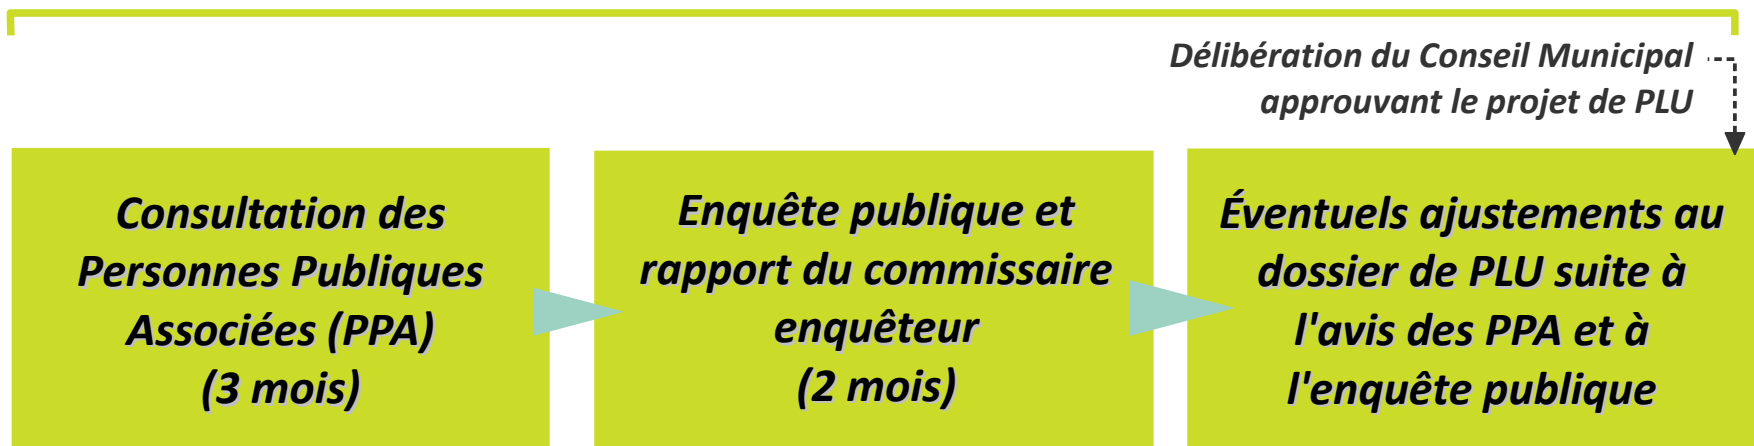 Délibération du Conseil Municipal
approuvant le projet de PLU
Consultation des
Personnes Publiques
Associées (PPA)
(3 mois)
Enquête publique et
rapport du commissaire
enquêteur
(2 mois)
Éventuels ajustements au
dossier de PLU suite à
l'avis des PPA et à
l'enquête publique